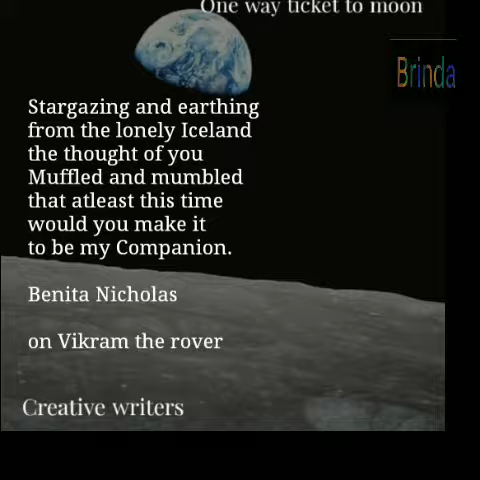 One way ticket to moon
Brinda
Stargazing and earthing
from the lonely Iceland
the thought of you
Muffled and mumbled
that atleast this time
would you make it
to be my Companion.
Benita Nicholas
on Vikram the rover
Creative writers